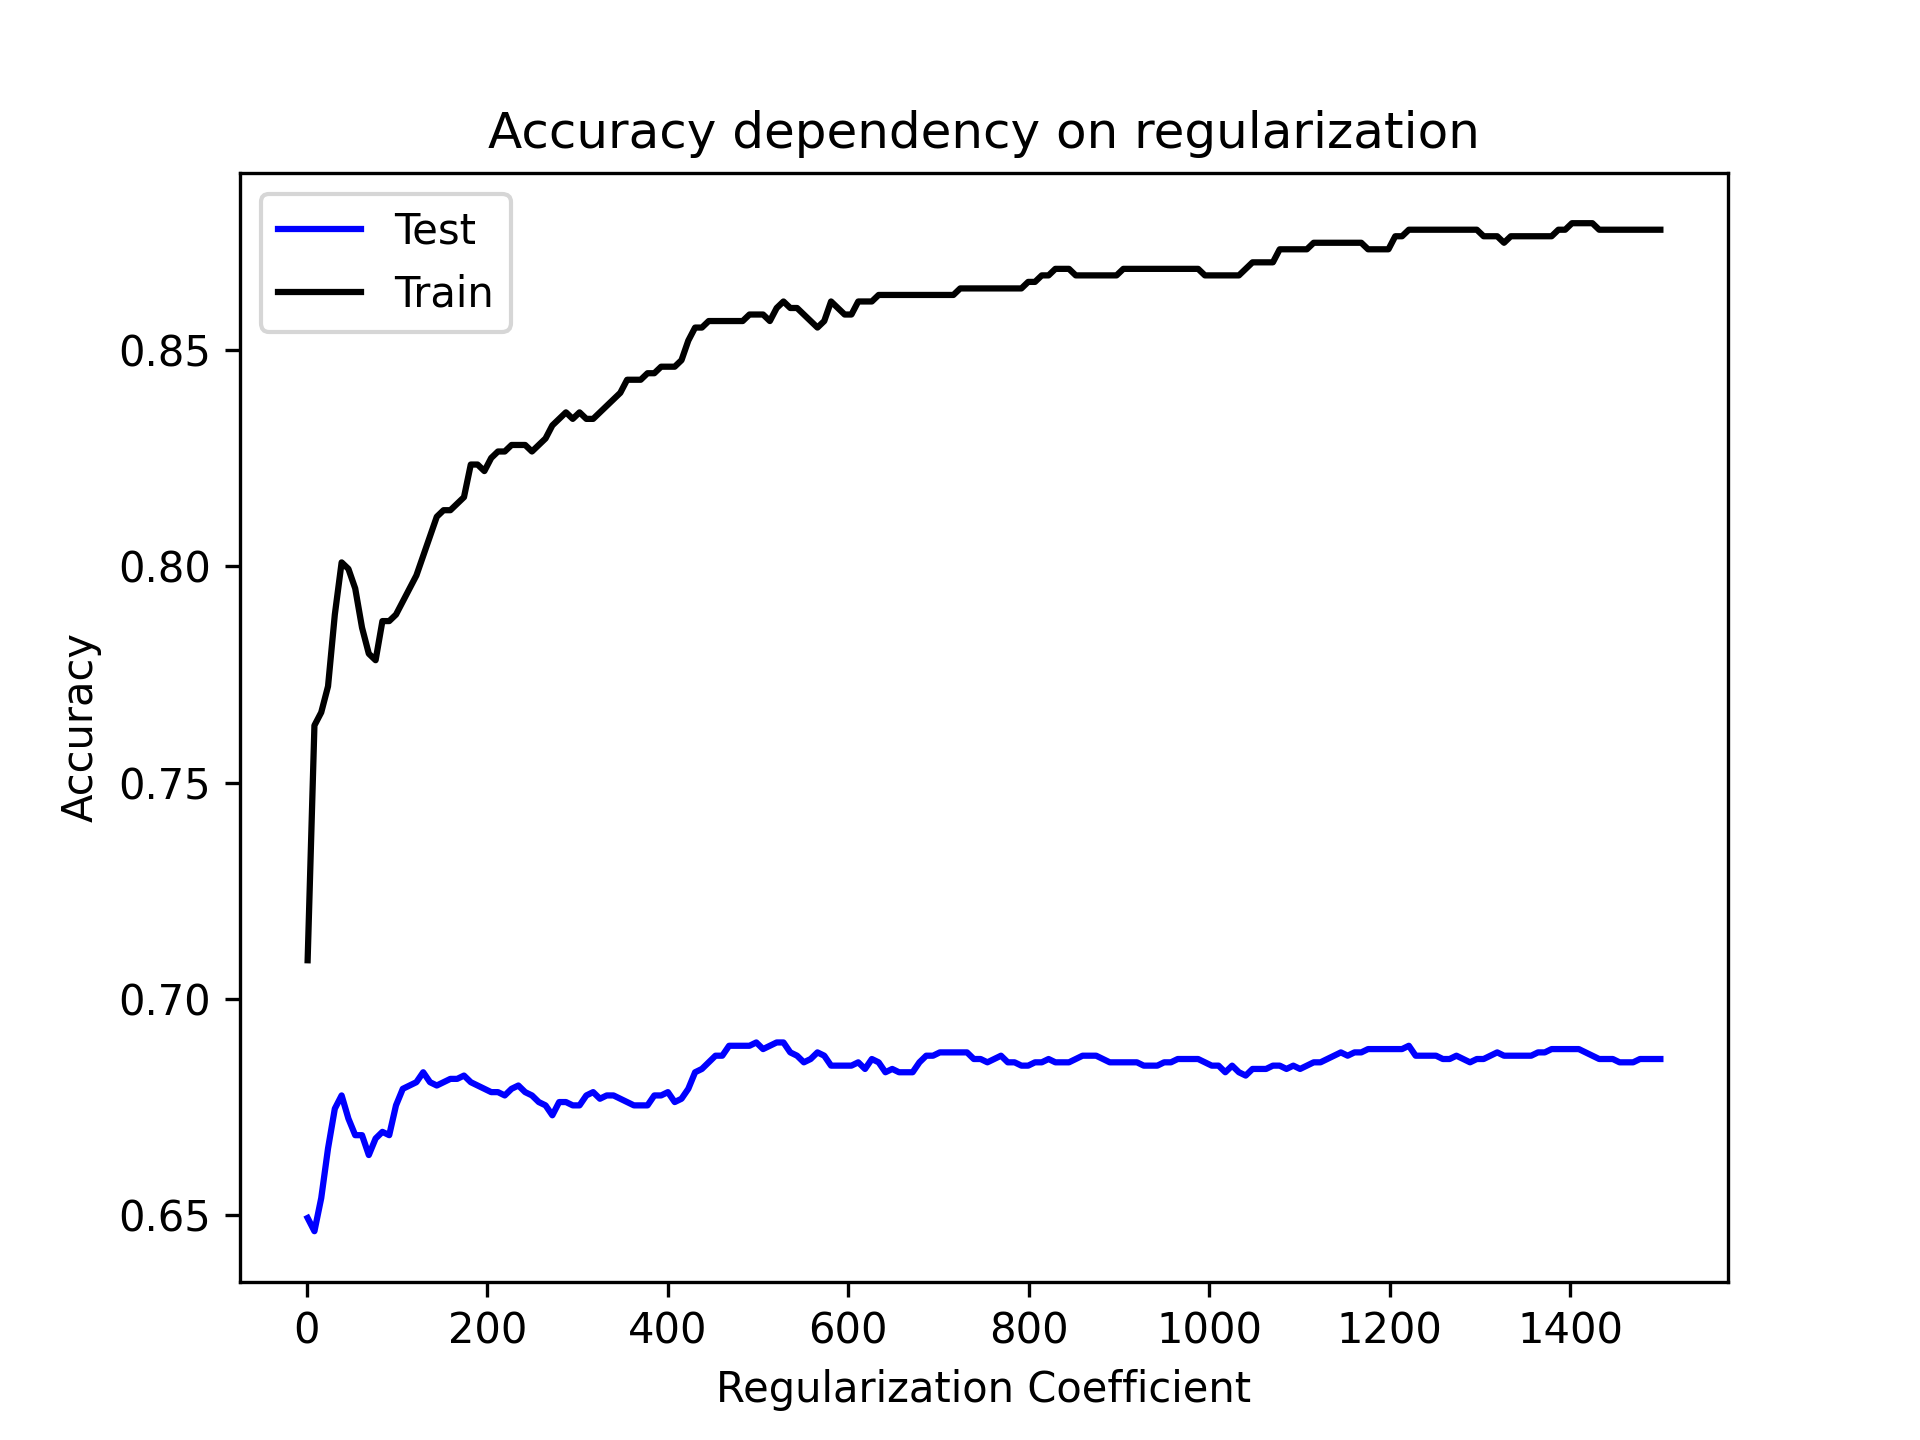 Accuracy dependency on regularization
Test
Train
0.85
0.80
0.75
0.70
0.65
Accuracy
0 200 400 600 800 1000 1200 1400
Regularization Coefficient